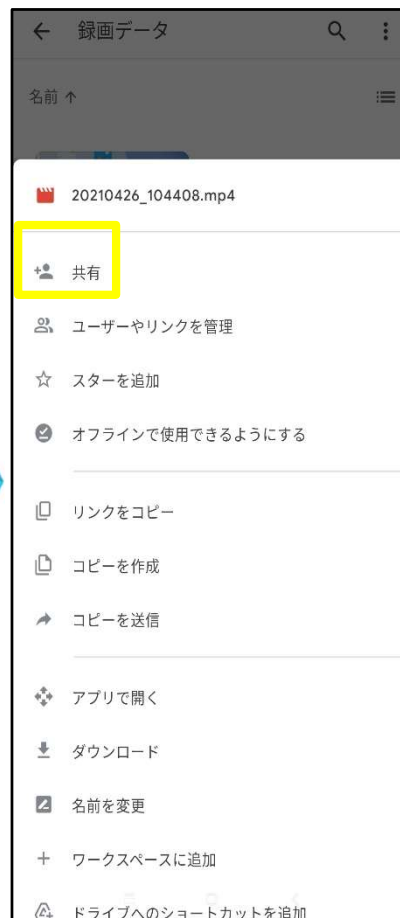 録画データ
名前
20210426_104408.mp4
共有
ユーザーやリンクを管理
スターを追加
オフラインで使用できるようにする
リンクをコピー
コピーを作成
コピーを送信
アプリで開く
ダウンロード
名前を変更
ワークスペースに追加
ドライブへのショートカットを追加